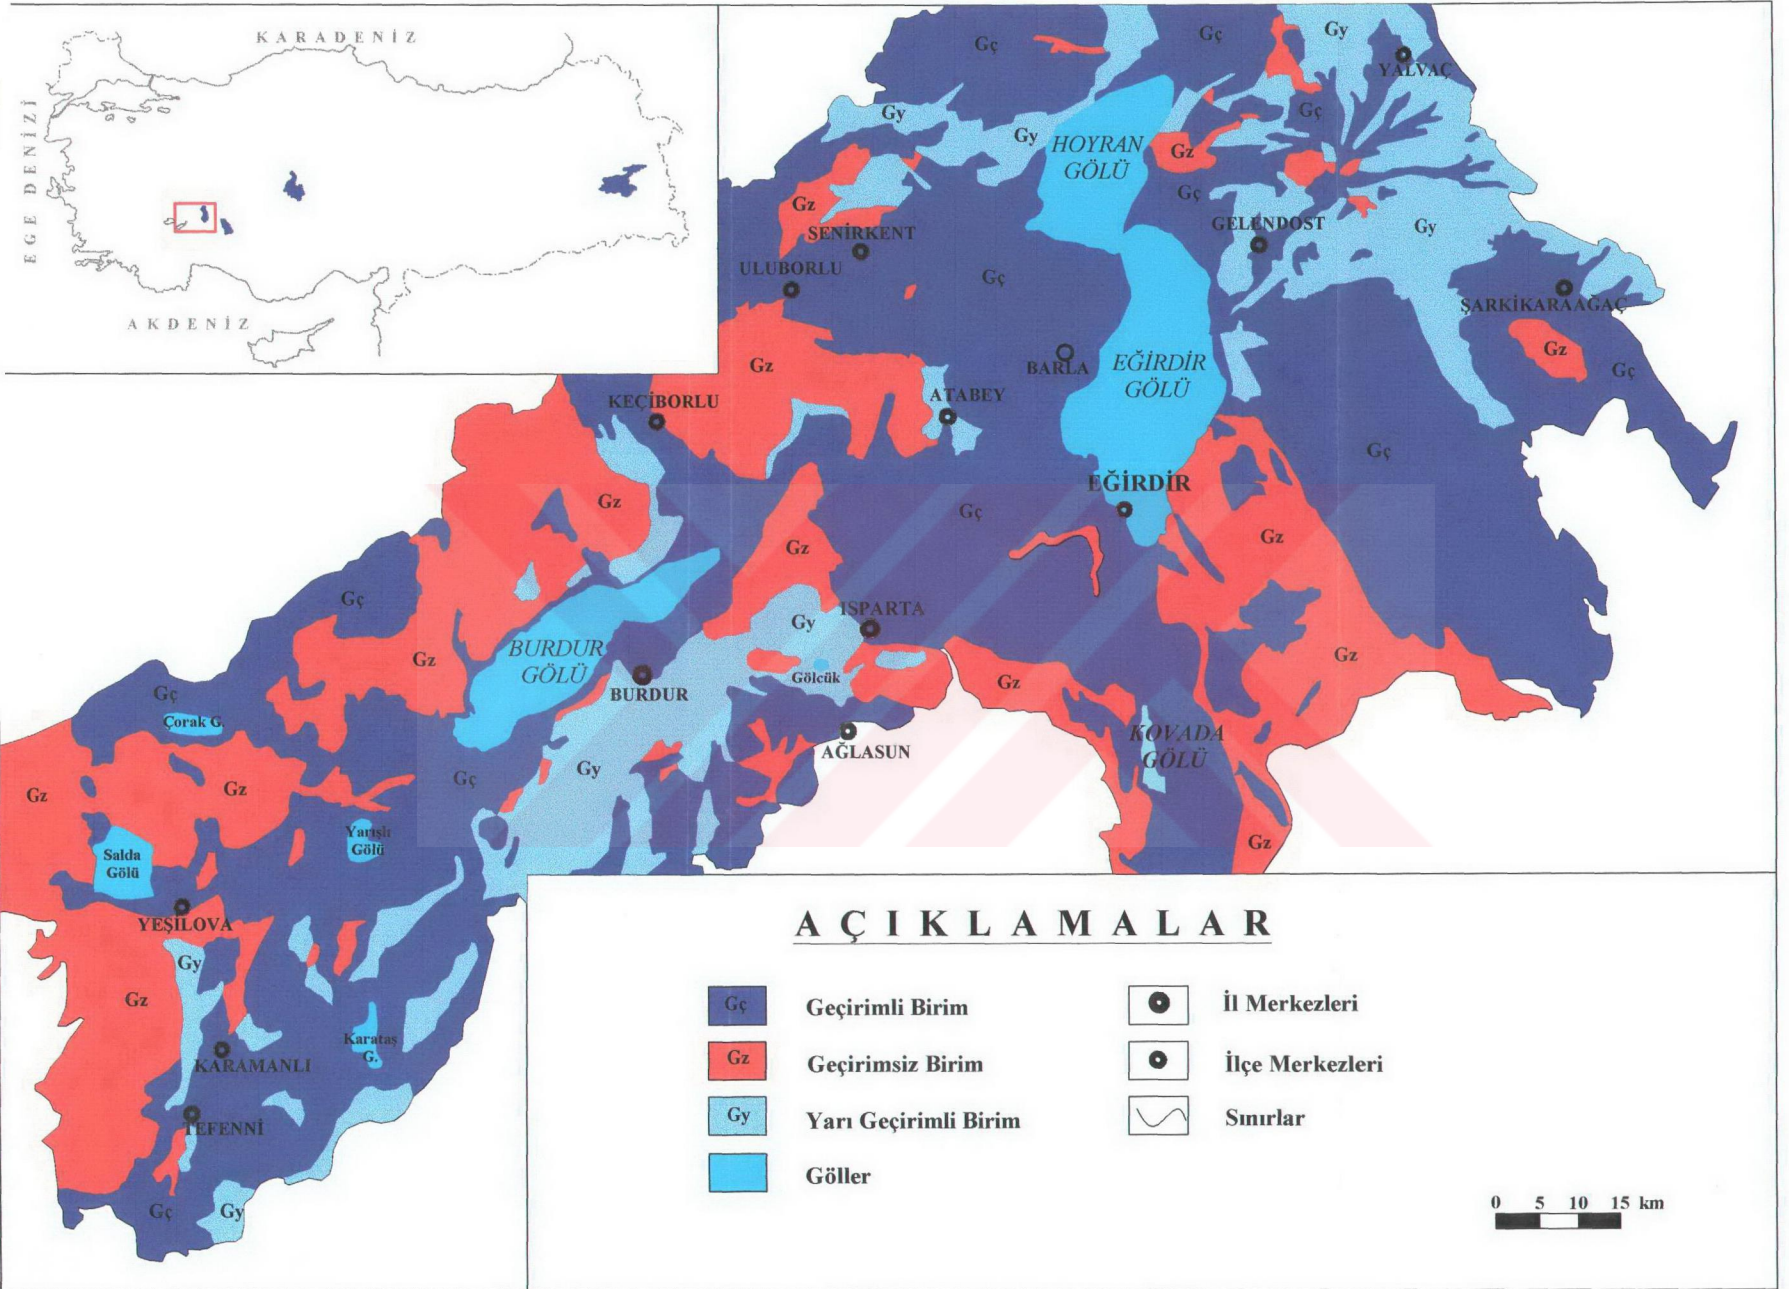 KARADENİZ
EGE DENİZİ
AKDENİZ
Gç
Gç
Gy
YALVAÇ
Gy
Gy
Gç
HOYRAN
GÖLÜ
Gz
Gç
Gz
ŞENİRKENT
GELENDOST
Gy
ULUBORLU
Gç
ŞARKİKARAAĞAÇ
Gz
Gz
Gç
BARLA
EĞİRDİR
GÖLÜ
KEÇİBORLU
ATABEY
Gç
Gz
EĞİRDİR
Gç
Gz
Gz
Gç
ISPARTA
Gy
BURDUR
GÖLÜ
Gz
Gz
Gölcük
Gz
BURDUR
Gç
Çorak G.
AĞLASUN
KOVADA
GÖLÜ
Gy
Gç
Gz
Gz
Yarışlı
Gölü
Gz
Salda
Gölü
YEŞİLOVA
Gy
Gz
Karataş
G.
KARAMANLI
TEFENNİ
Gç
Gy
AÇIKLAMALAR
Gç Geçirimli Birim
Gz Geçirimsiz Birim
Gy Yarı Geçirimli Birim
Göller
İl Merkezleri
İlçe Merkezleri
Sınırlar
0 5 10 15 km